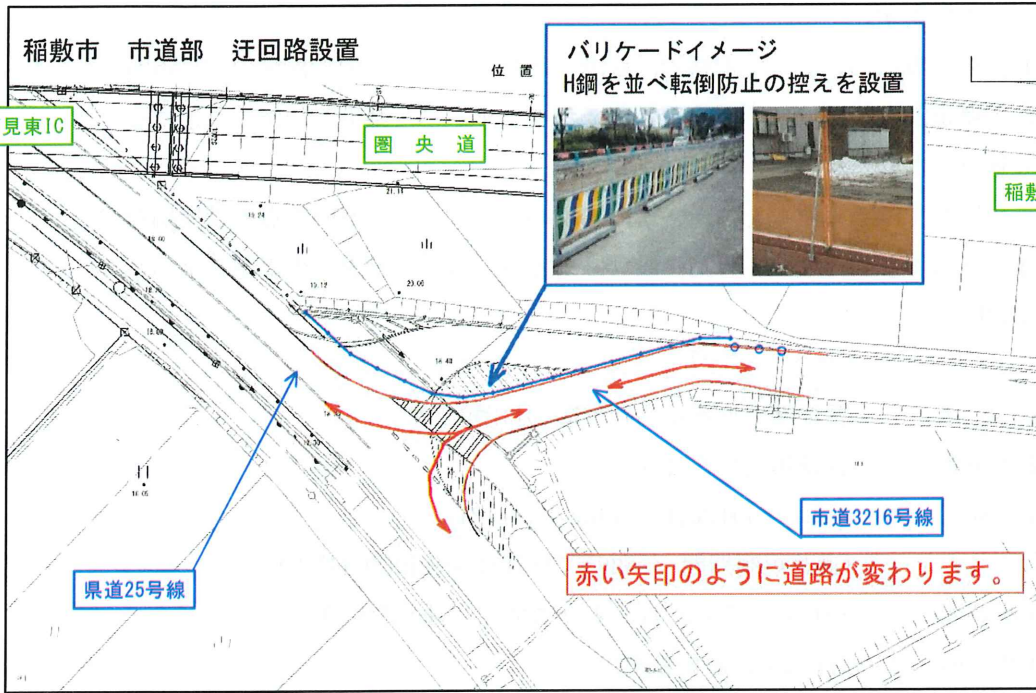 稲敷市　市道部　迂回路設置
位 置
バリケードイメージ
H鋼を並べ転倒防止の控えを設置
見東IC
圏 央 道
稲敷
市道3216号線
赤い矢印のように道路が変わります。
県道25号線